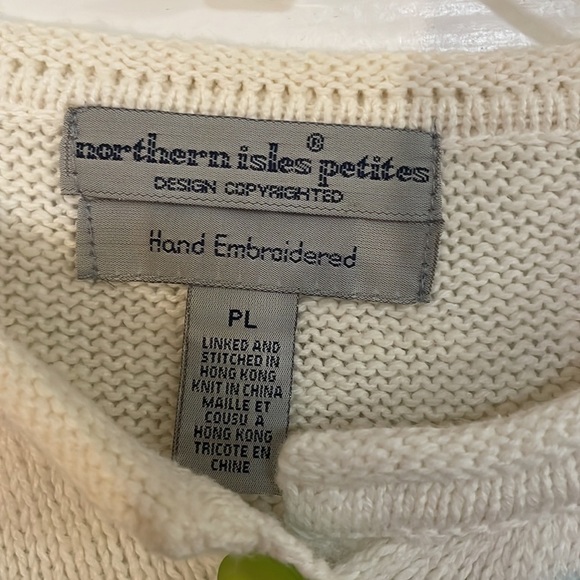 northern isles® petites
DESIGN COPYRIGHTED
Hand Embroidered
PL
LINKED AND
STITCHED IN
HONG KONG
KNIT IN CHINA
MAILLE ET
COUSU A
HONG KONG
TRICOTE EN
CHINE